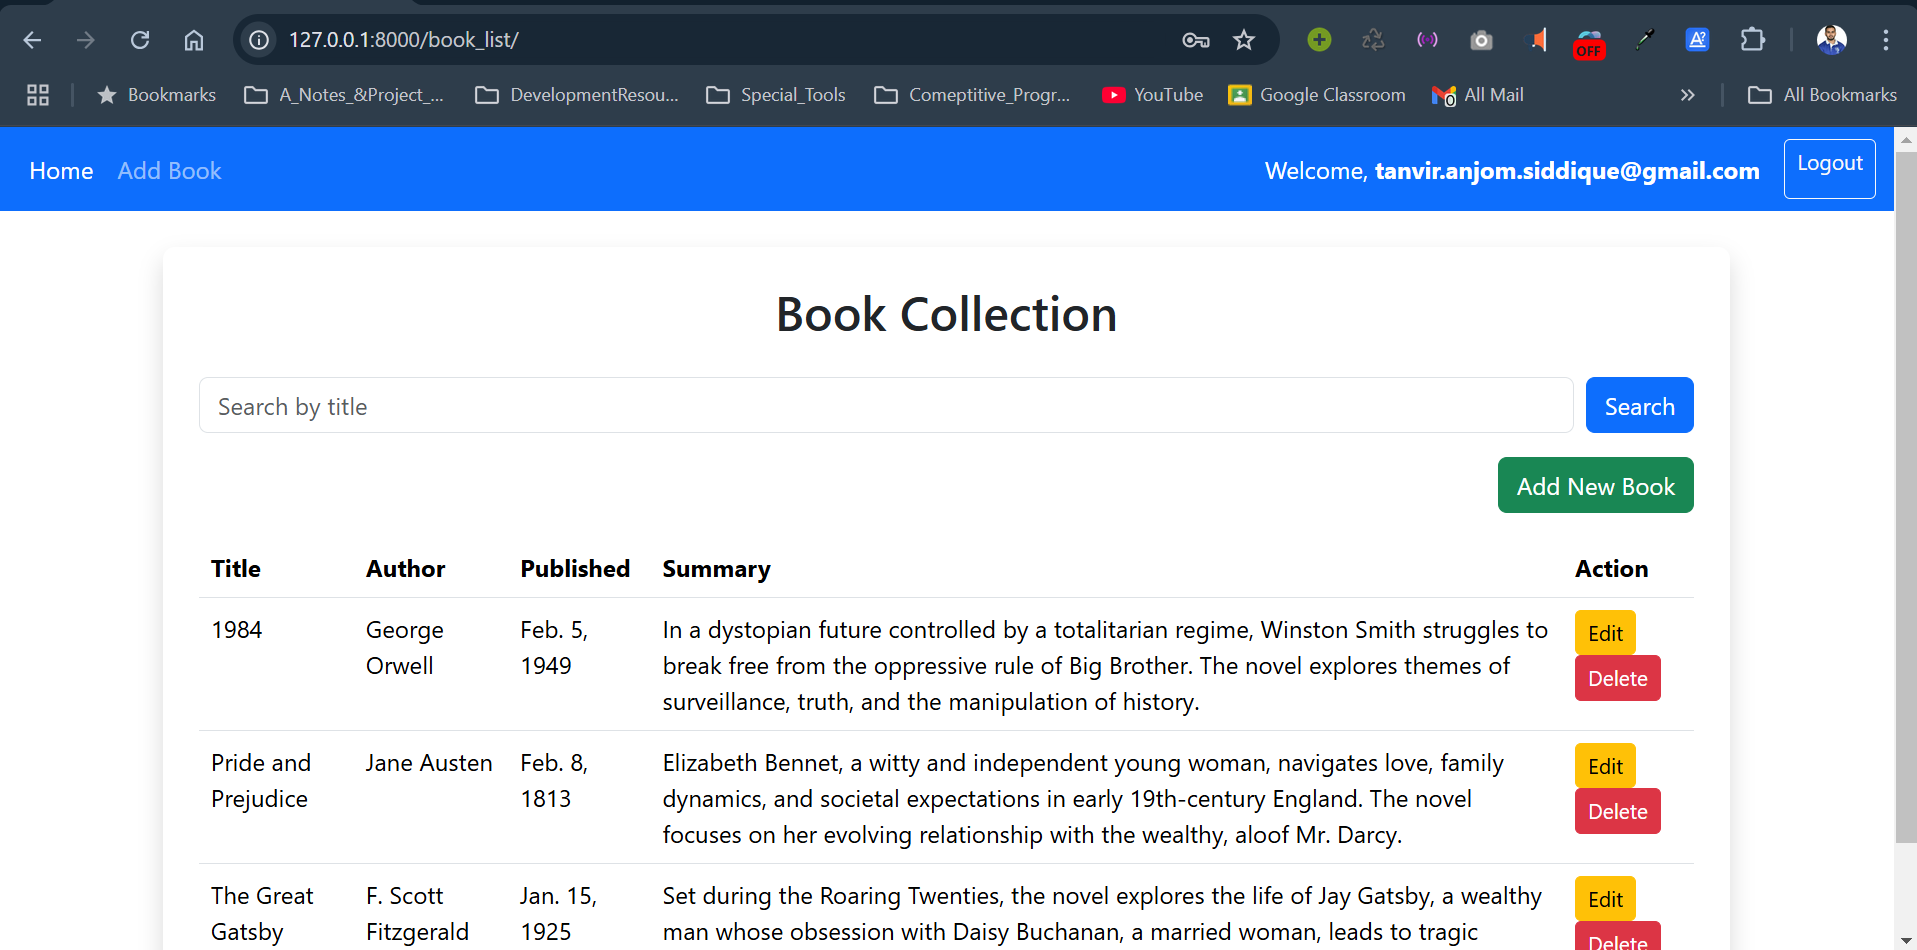 127.0.0.1:8000/book_list/
OFF
Bookmarks A_Notes_&Project_... DevelopmentResou... Special_Tools Comeptitive_Progr... YouTube Google Classroom 0 All Mail » All Bookmarks
Home Add Book Welcome, tanvir.anjom.siddique@gmail.com Logout
Book Collection
Search by title Search
Add New Book
Title Author Published Summary Action
1984 George Feb. 5, In a dystopian future controlled by a totalitarian regime, Winston Smith struggles to Edit
Orwell 1949 break free from the oppressive rule of Big Brother. The novel explores themes of Delete
surveillance, truth, and the manipulation of history.
Pride and Jane Austen Feb. 8, Elizabeth Bennet, a witty and independent young woman, navigates love, family Edit
Prejudice 1813 dynamics, and societal expectations in early 19th-century England. The novel Delete
focuses on her evolving relationship with the wealthy, aloof Mr. Darcy.
The Great F. Scott Jan. 15, Set during the Roaring Twenties, the novel explores the life of Jay Gatsby, a wealthy Edit
Gatsby Fitzgerald 1925 man whose obsession with Daisy Buchanan, a married woman, leads to tragic Delete